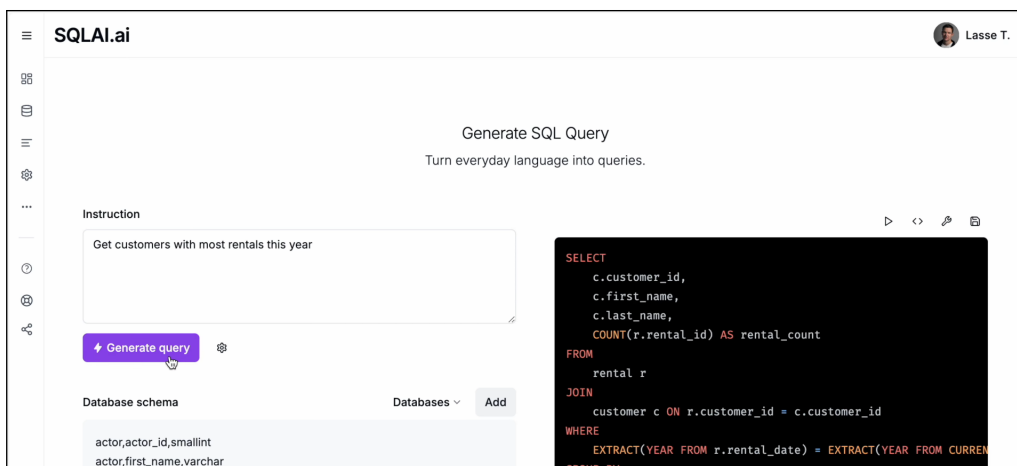 SQLAI.ai
Lasse T.
Generate SQL Query
Turn everyday language into queries.
Instruction
Get customers with most rentals this year
Generate query
Database schema
Databases
Add
actor,actor_id,smallint
actor,first_name,varchar
SELECT
c.customer_id,
c.first_name,
c.last_name,
COUNT(r.rental_id) AS rental_count
FROM
rental r
JOIN
customer c ON r.customer_id = c.customer_id
WHERE
EXTRACT(YEAR FROM r.rental_date) = EXTRACT(YEAR FROM CURREN